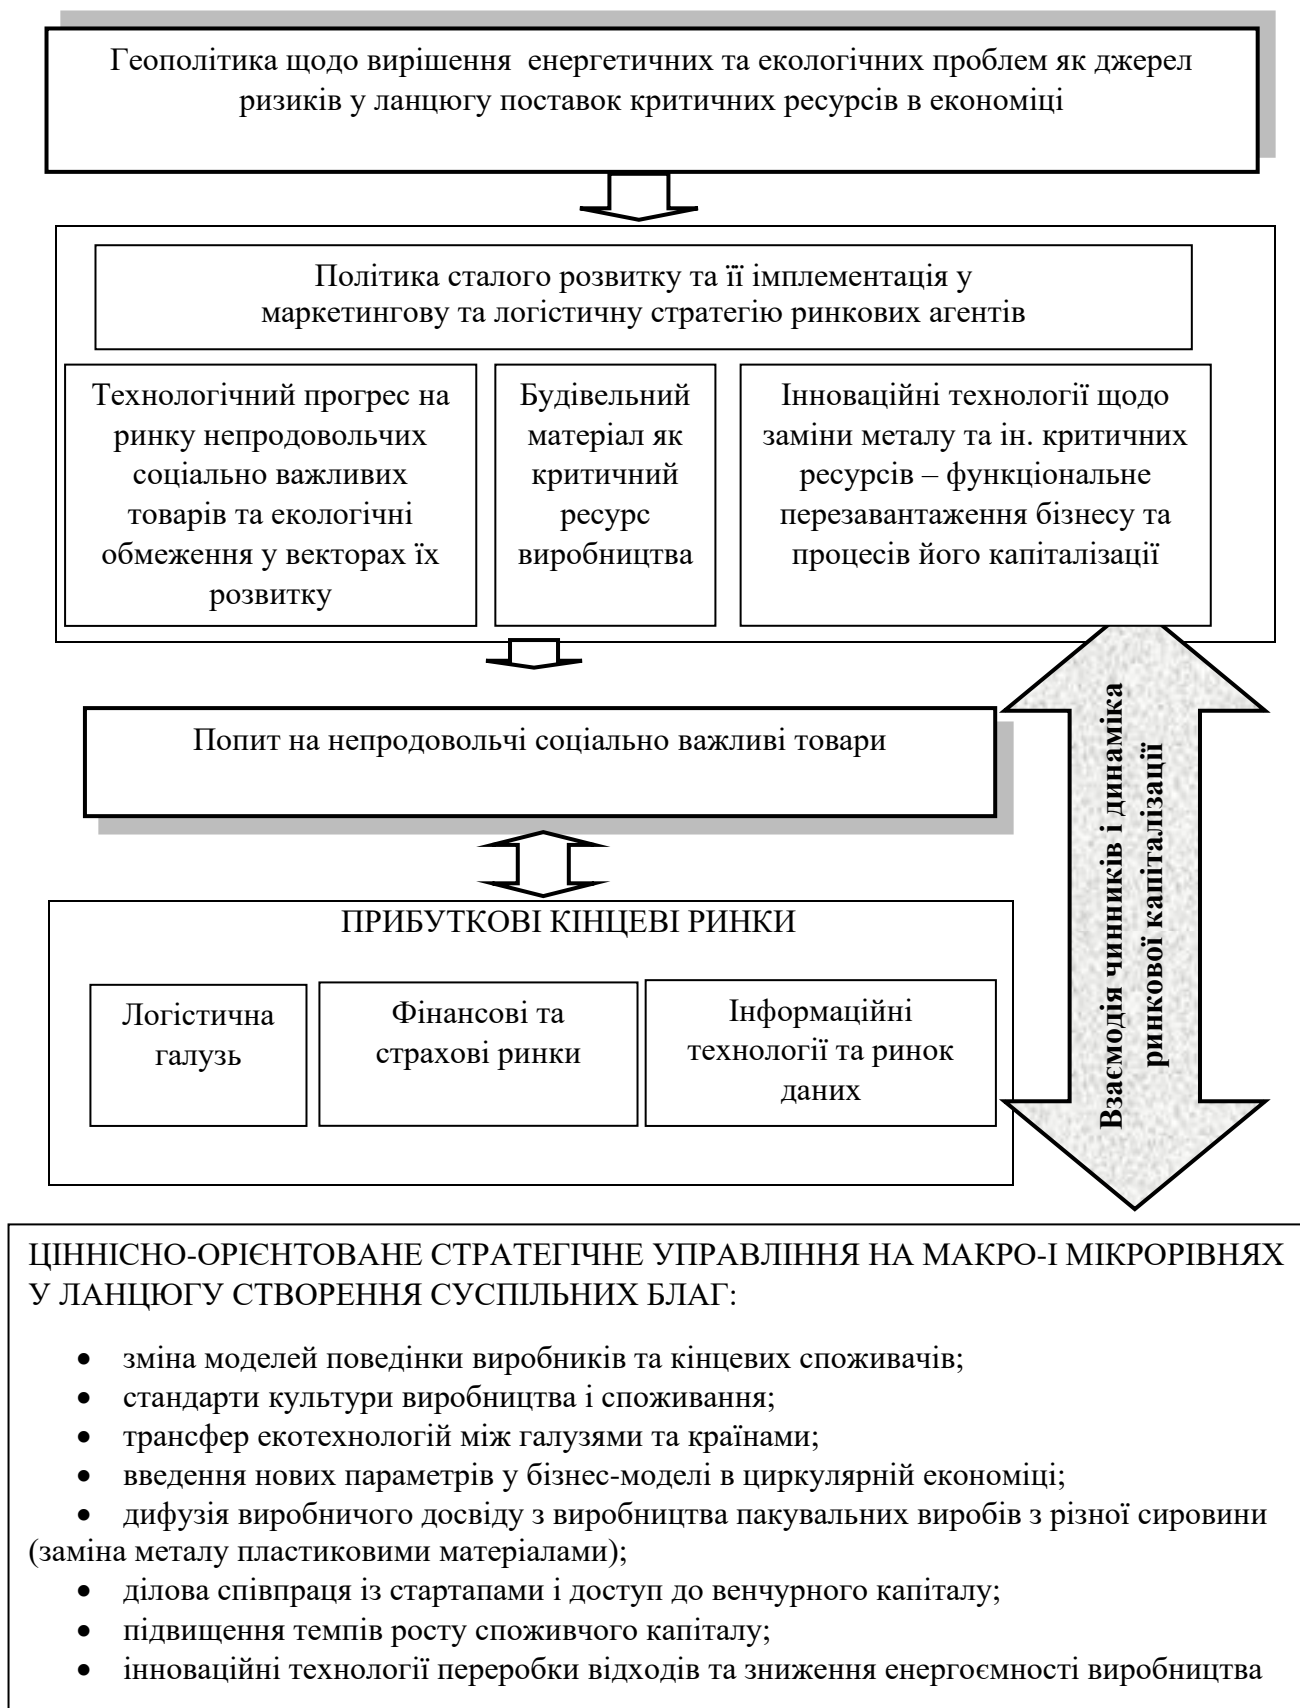 Геополітика щодо вирішення енергетичних та екологічних проблем як джерел
ризиків у ланцюгу поставок критичних ресурсів в економіці
Політика сталого розвитку та її імплементація у
маркетингову та логістичну стратегію ринкових агентів
Технологічний прогрес на
ринку непродовольчих
соціально важливих
товарів та екологічні
обмеження у векторах їх
розвитку
Будівельний
матеріал як
критичний
ресурс
виробництва
Інноваційні технології щодо
заміни металу та ін. критичних
ресурсів – функціональне
перезавантаження бізнесу та
процесів його капіталізації
Попит на непродовольчі соціально важливі товари
Взаємодія чинників і динаміка
ринкової капіталізації
ПРИБУТКОВІ КІНЦЕВІ РИНКИ
Логістична
галузь
Фінансові та
страхові ринки
Інформаційні
технології та ринок
даних
ЦІННІСНО-ОРІЄНТОВАНЕ СТРАТЕГІЧНЕ УПРАВЛІННЯ НА МАКРО-І МІКРОРІВНЯХ
У ЛАНЦЮГУ СТВОРЕННЯ СУСПІЛЬНИХ БЛАГ:
• зміна моделей поведінки виробників та кінцевих споживачів;
• стандарти культури виробництва і споживання;
• трансфер екотехнологій між галузями та країнами;
• введення нових параметрів у бізнес-моделі в циркулярній економіці;
• дифузія виробничого досвіду з виробництва пакувальних виробів з різної сировини
(заміна металу пластиковими матеріалами);
• ділова співпраця із стартапами і доступ до венчурного капіталу;
• підвищення темпів росту споживчого капіталу;
• інноваційні технології переробки відходів та зниження енергоємності виробництва